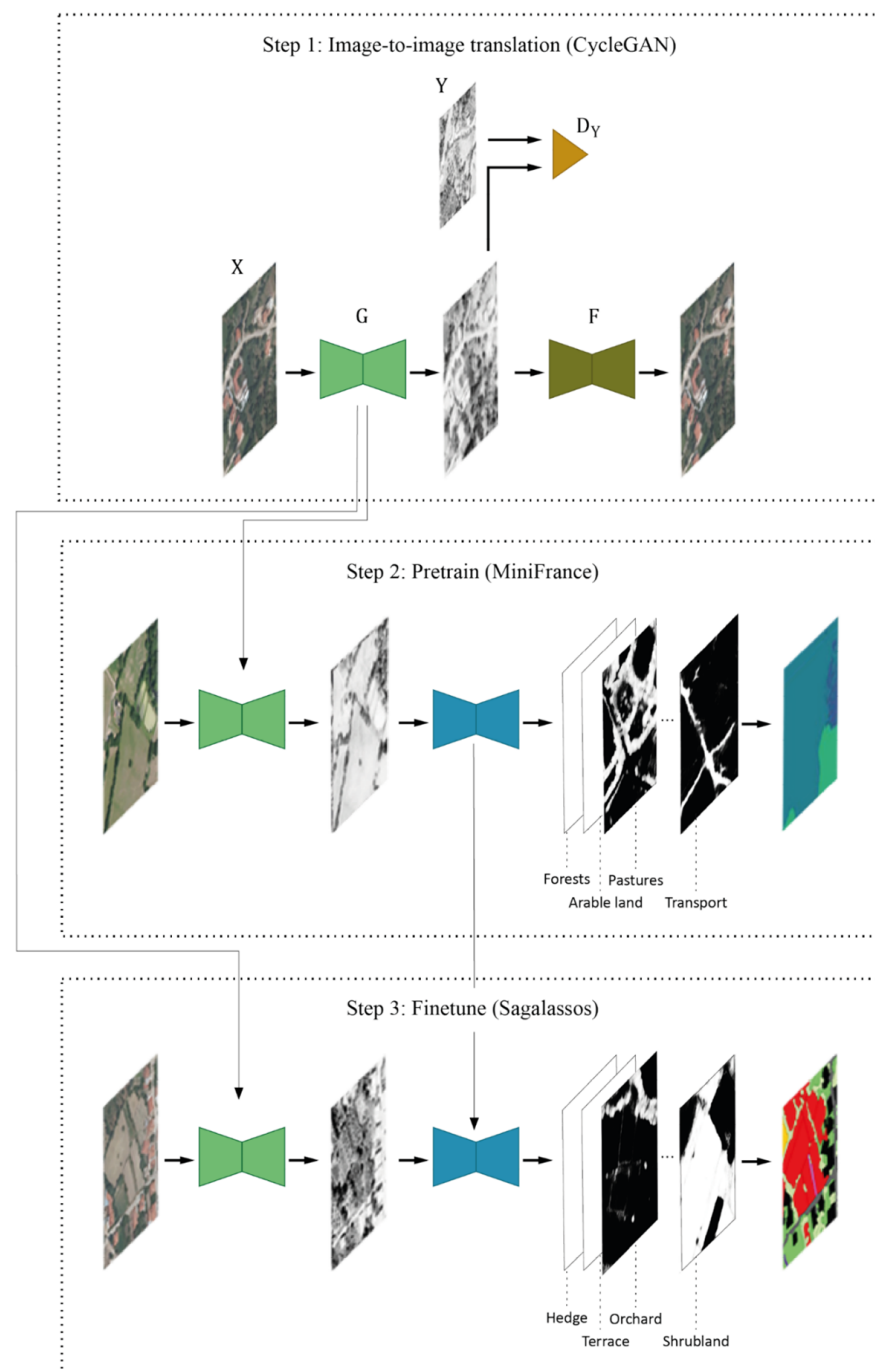 Step 1: Image-to-image translation (CycleGAN)
Y
D_Y
X
G
F
Step 2: Pretrain (MiniFrance)
...
Forests
Pastures
Arable land
Transport
Step 3: Finetune (Sagalassos)
...
Hedge
Orchard
Terrace
Shrubland